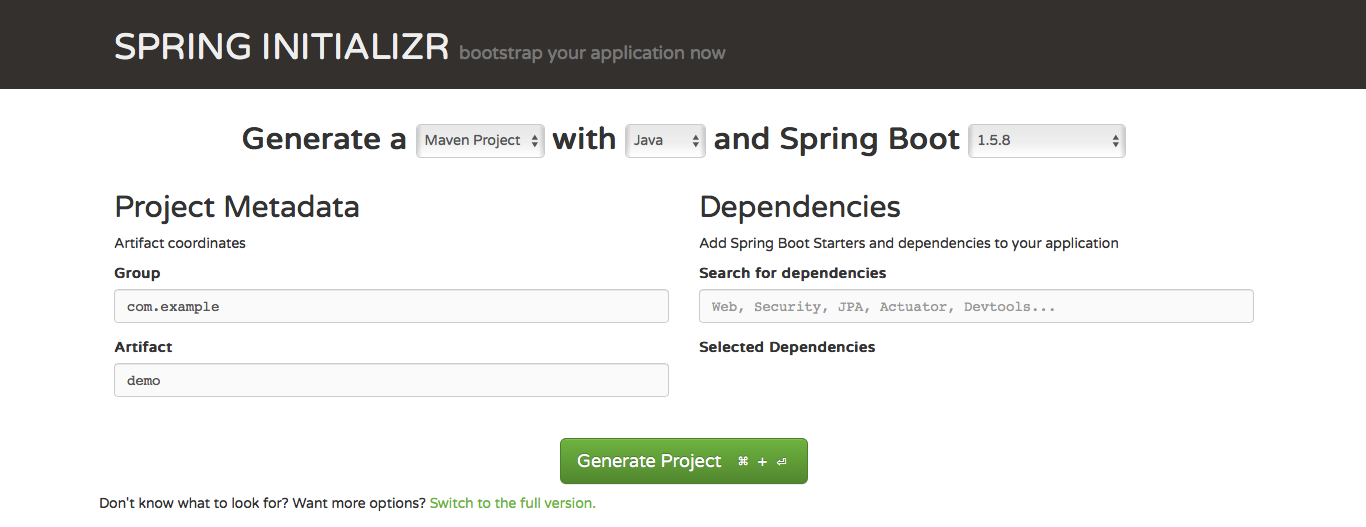 SPRING INITIALIZR bootstrap your application now
Generate a Maven Project with Java and Spring Boot 1.5.8
Project Metadata
Artifact coordinates
Group
com.example
Artifact
demo
Dependencies
Add Spring Boot Starters and dependencies to your application
Search for dependencies
Web, Security, JPA, Actuator, Devtools...
Selected Dependencies
Generate Project ⌘ + ⏎
Don't know what to look for? Want more options? Switch to the full version.